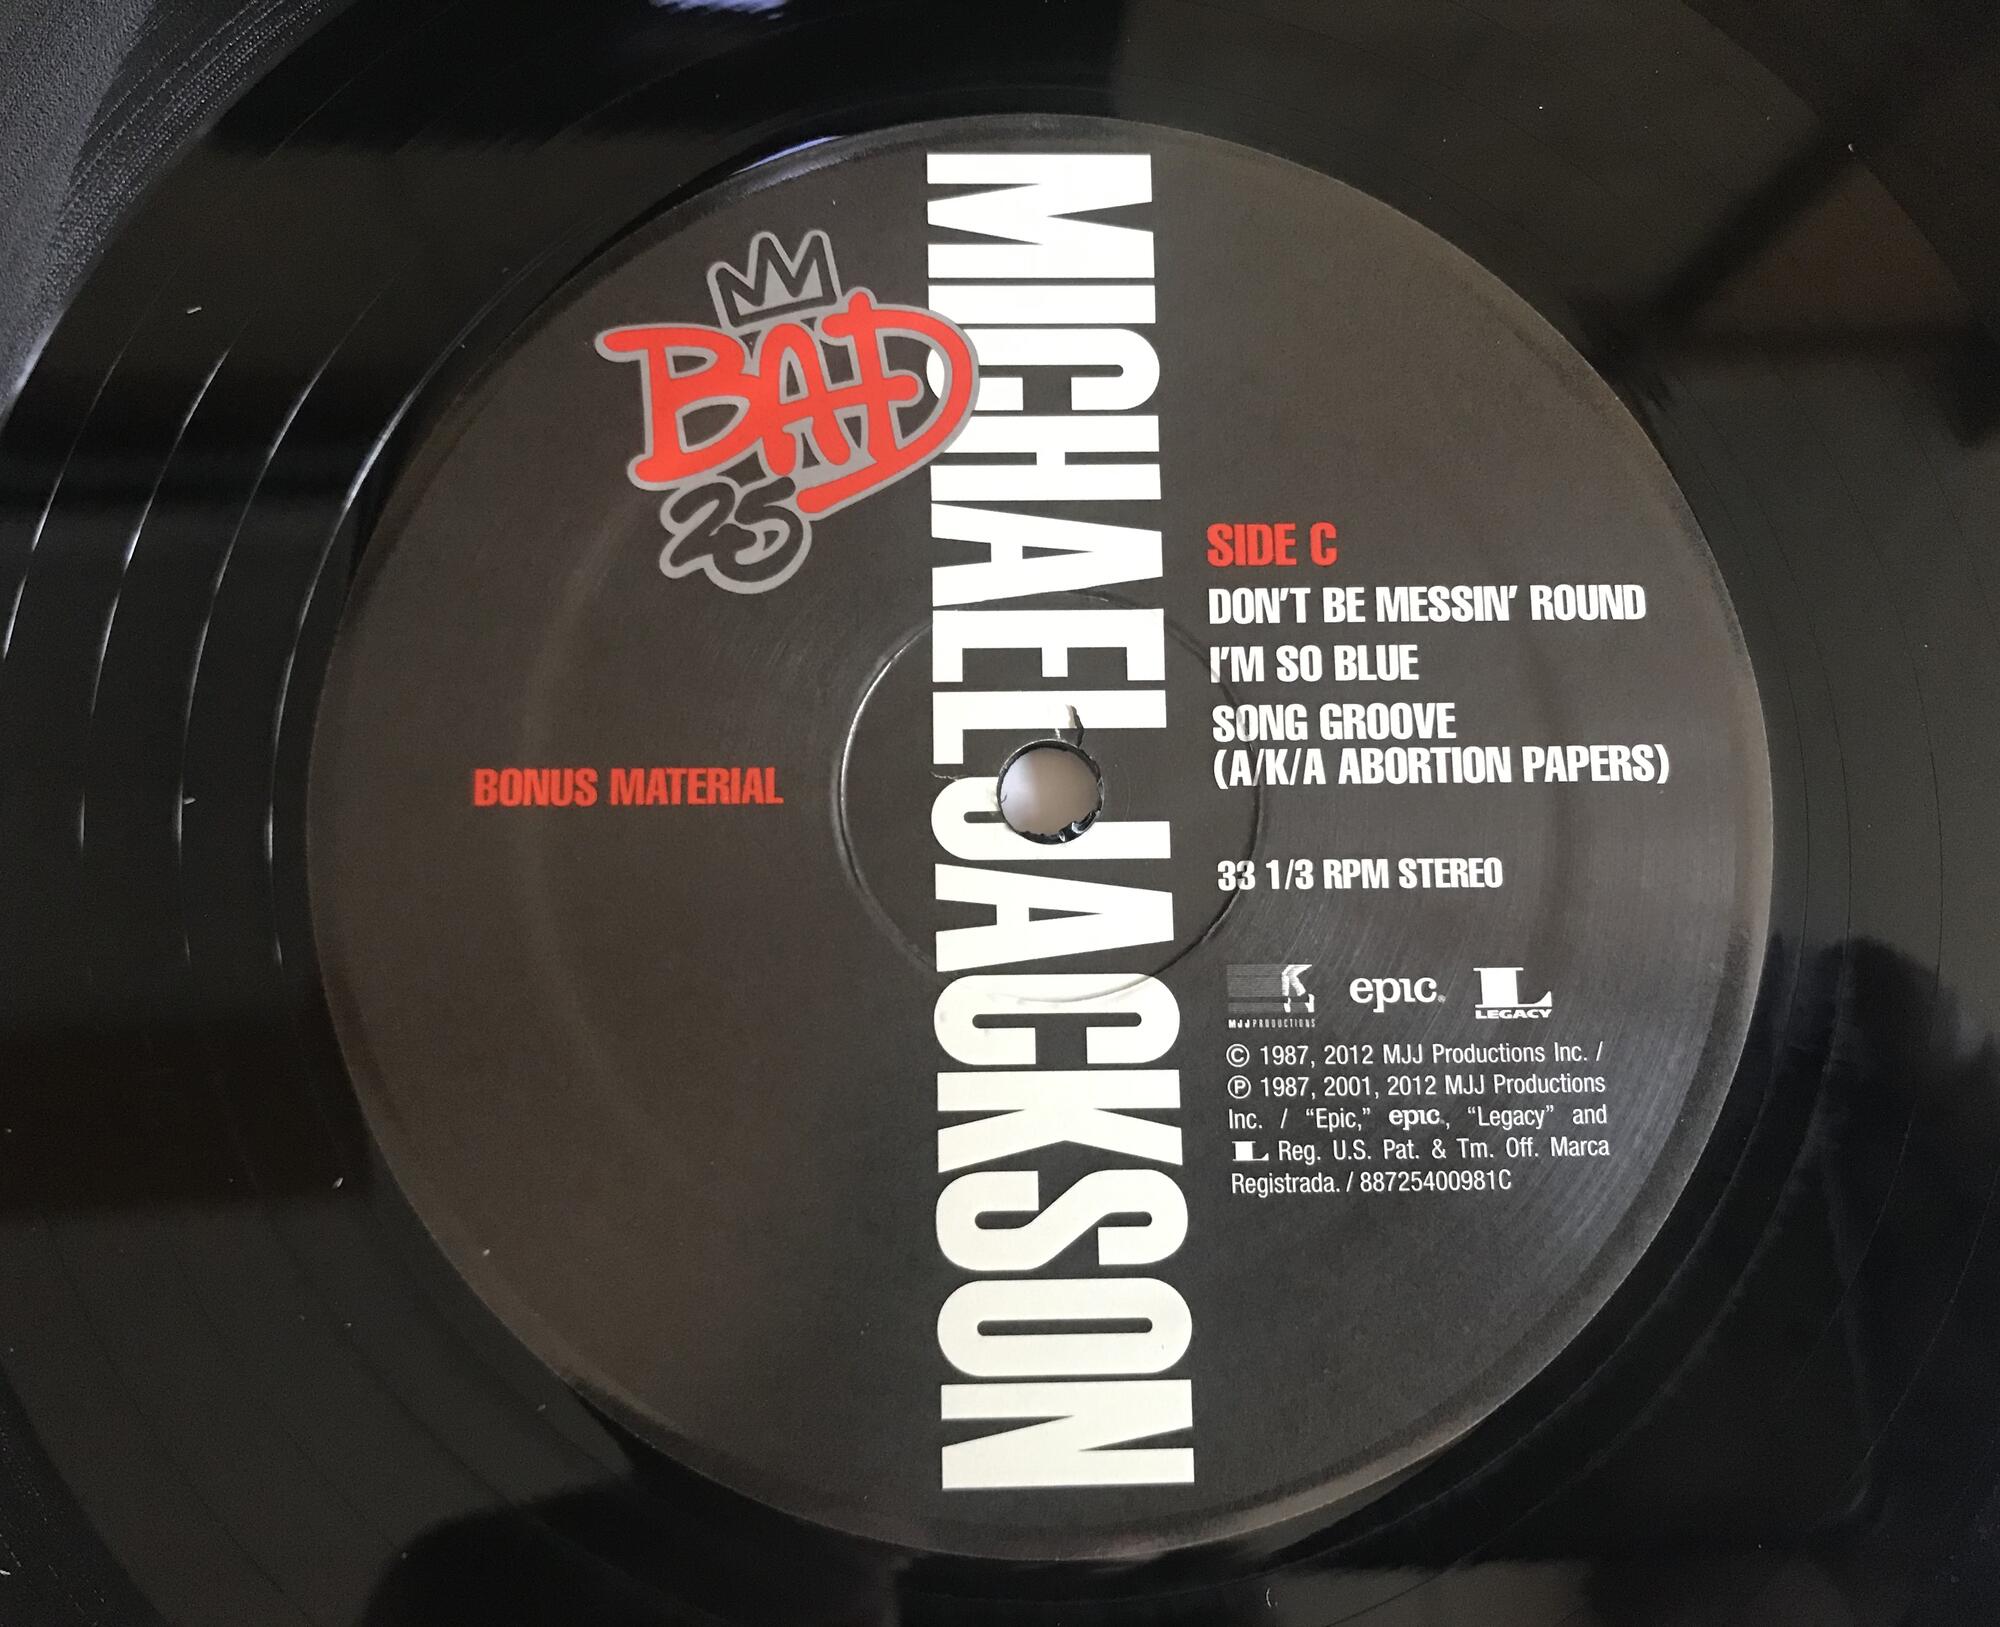 MICHAEL JACKSON
BAD
25
BONUS MATERIAL
SIDE C
DON'T BE MESSIN' ROUND
I'M SO BLUE
SONG GROOVE
(A/K/A ABORTION PAPERS)
33 1/3 RPM STEREO
MJJPRODUCTIONS
epic®
L
LEGACY
© 1987, 2012 MJJ Productions Inc. /
℗ 1987, 2001, 2012 MJJ Productions
Inc. / “Epic,” epic®, “Legacy” and
L Reg. U.S. Pat. & Tm. Off. Marca
Registrada. / 88725400981C